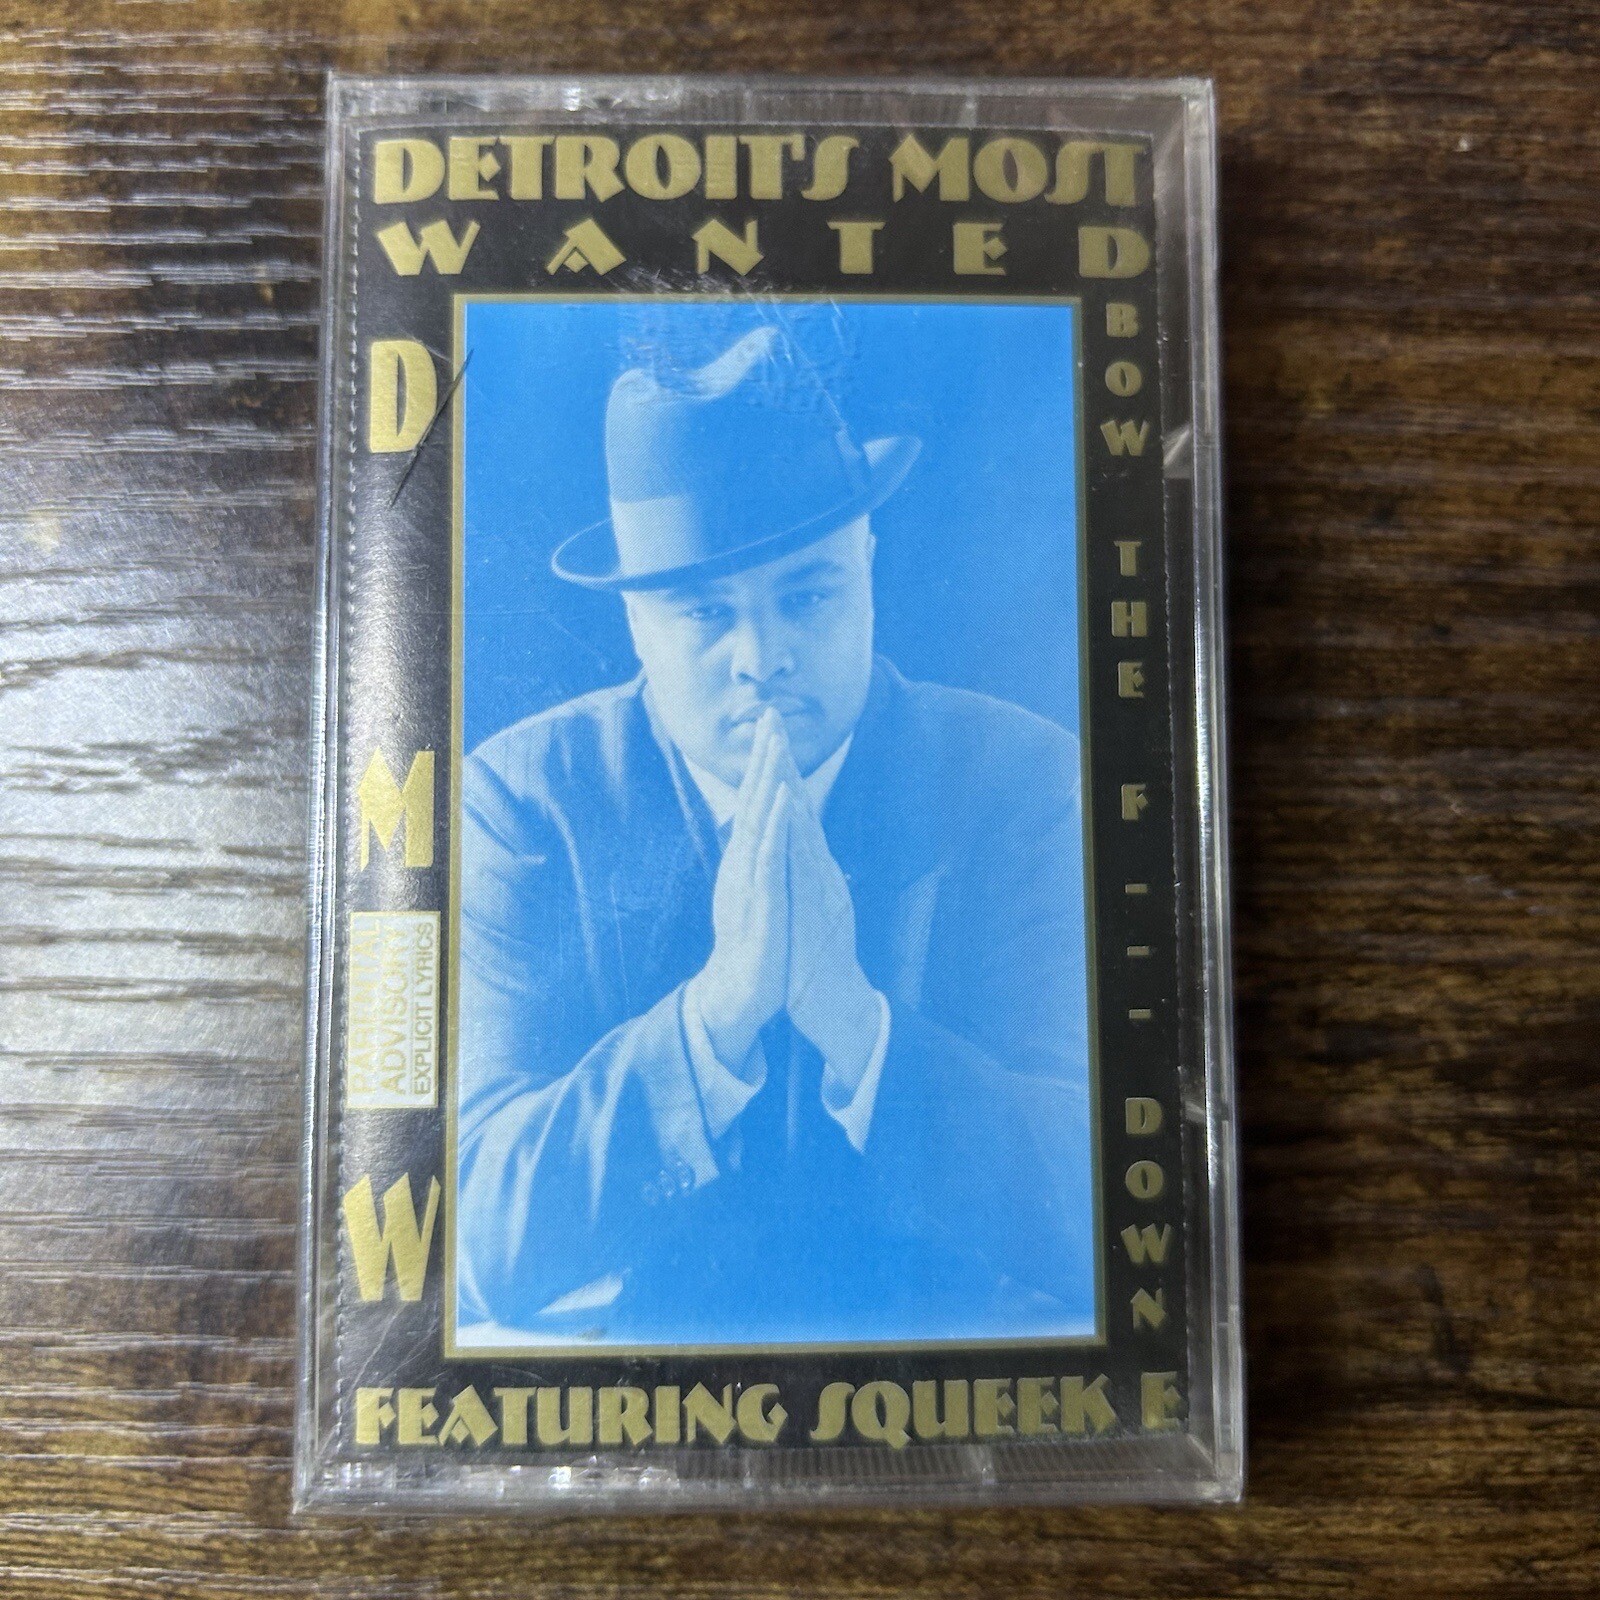 DETROIT'S MOST
WANTED
D
M
W
PARENTAL
ADVISORY
EXPLICIT LYRICS
BOW THE F - - - DOWN
FEATURING SQUEEK E